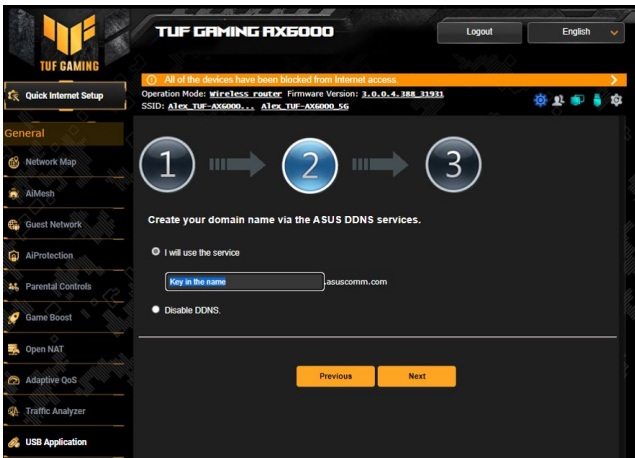 TUF GAMING
TUF GAMING AX6000
Logout
English
All of the devices have been blocked from Internet access.
Quick Internet Setup
Operation Mode: Wireless router Firmware Version: 3.0.0.4.388_31931
SSID: Alex_TUF-AX6000... Alex_TUF-AX6000_5G
General
Network Map
AiMesh
Guest Network
AiProtection
Parental Controls
Game Boost
Open NAT
Adaptive QoS
Traffic Analyzer
USB Application
1
2
3
Create your domain name via the ASUS DDNS services.
I will use the service
Key in the name .asuscomm.com
Disable DDNS.
Previous
Next